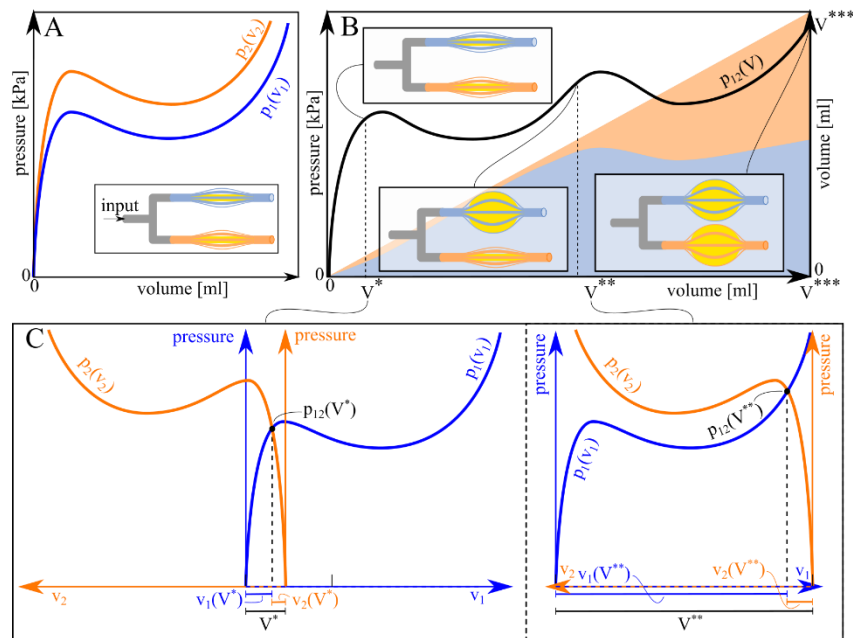 A
pressure [kPa]
p₂(v₂)
p₁(v₁)
input
0
0
volume [ml]
B
pressure [kPa]
p₁₂(V)
V***
volume [ml]
0
0
V*
V**
volume [ml]
V***
C
pressure
pressure
p₂(v₂)
p₁(v₁)
p₁₂(V*)
v₂
v₁(V*)
v₂(V*)
v₁
V*
pressure
pressure
p₂(v₂)
p₁₂(V**)
p₁(v₁)
v₂
v₁(V**)
v₂(V**)
v₁
V**